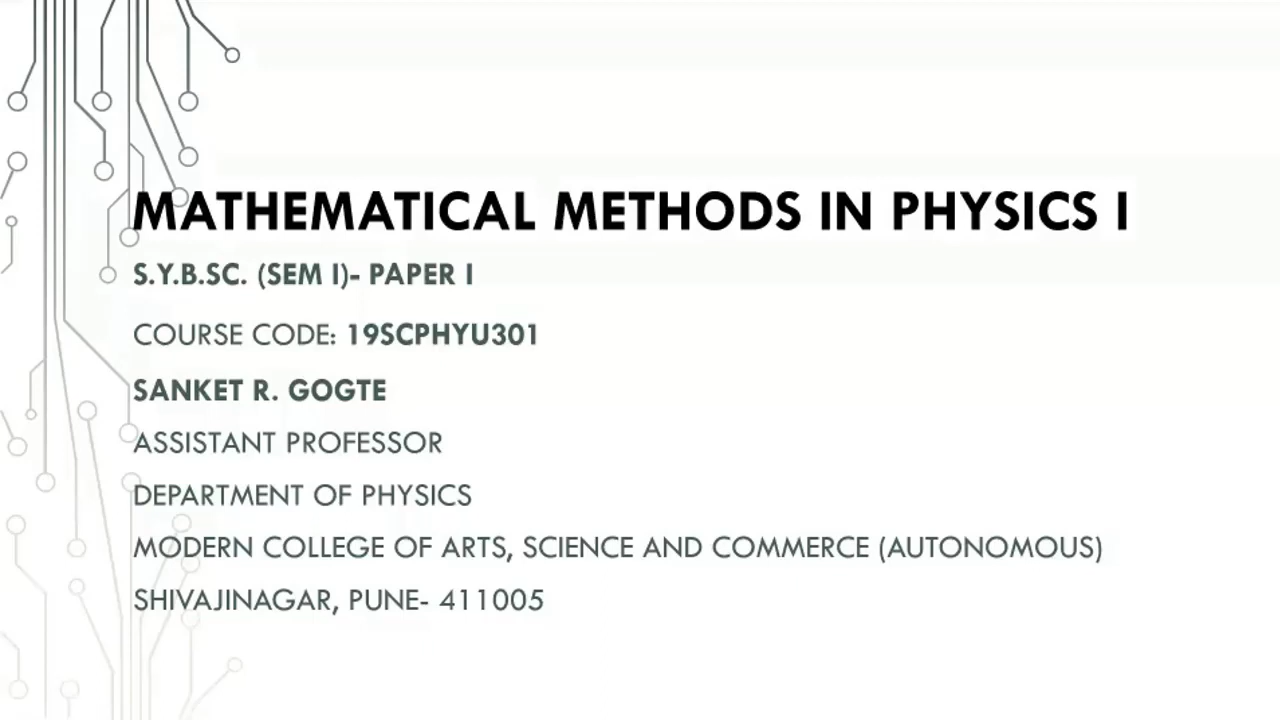 MATHEMATICAL METHODS IN PHYSICS I
S.Y.B.SC. (SEM I)- PAPER I
COURSE CODE: 19SCPHYU301
SANKET R. GOGTE
ASSISTANT PROFESSOR
DEPARTMENT OF PHYSICS
MODERN COLLEGE OF ARTS, SCIENCE AND COMMERCE (AUTONOMOUS)
SHIVAJINAGAR, PUNE- 411005